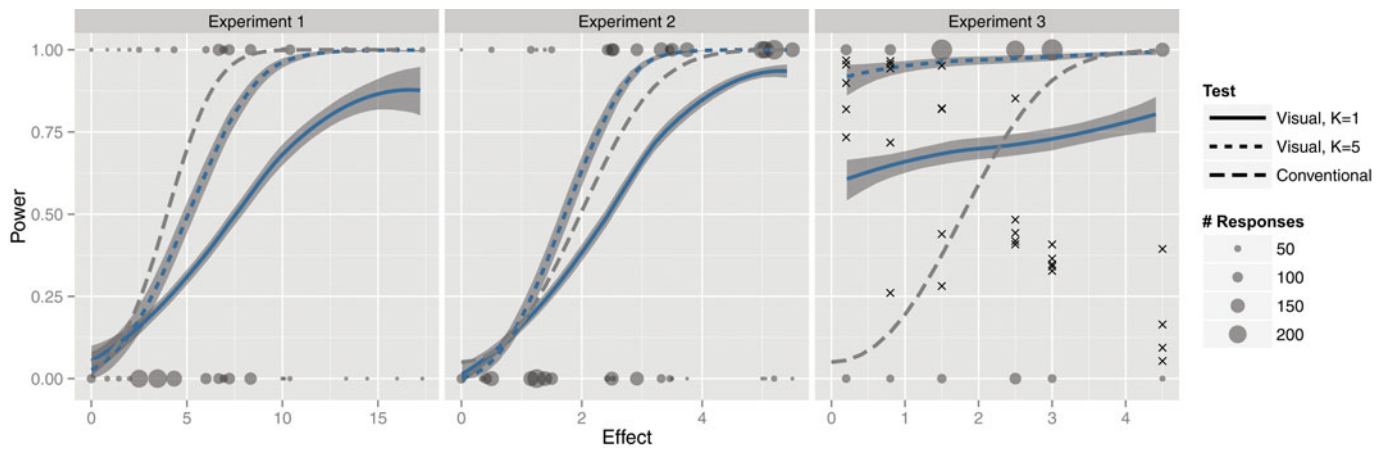 Experiment 1
Experiment 2
Experiment 3
1.00
0.75
0.50
0.25
0.00
Power
0 5 10 15
0 2 4
0 1 2 3 4
Effect
Test
Visual, K=1
Visual, K=5
Conventional
# Responses
50
100
150
200